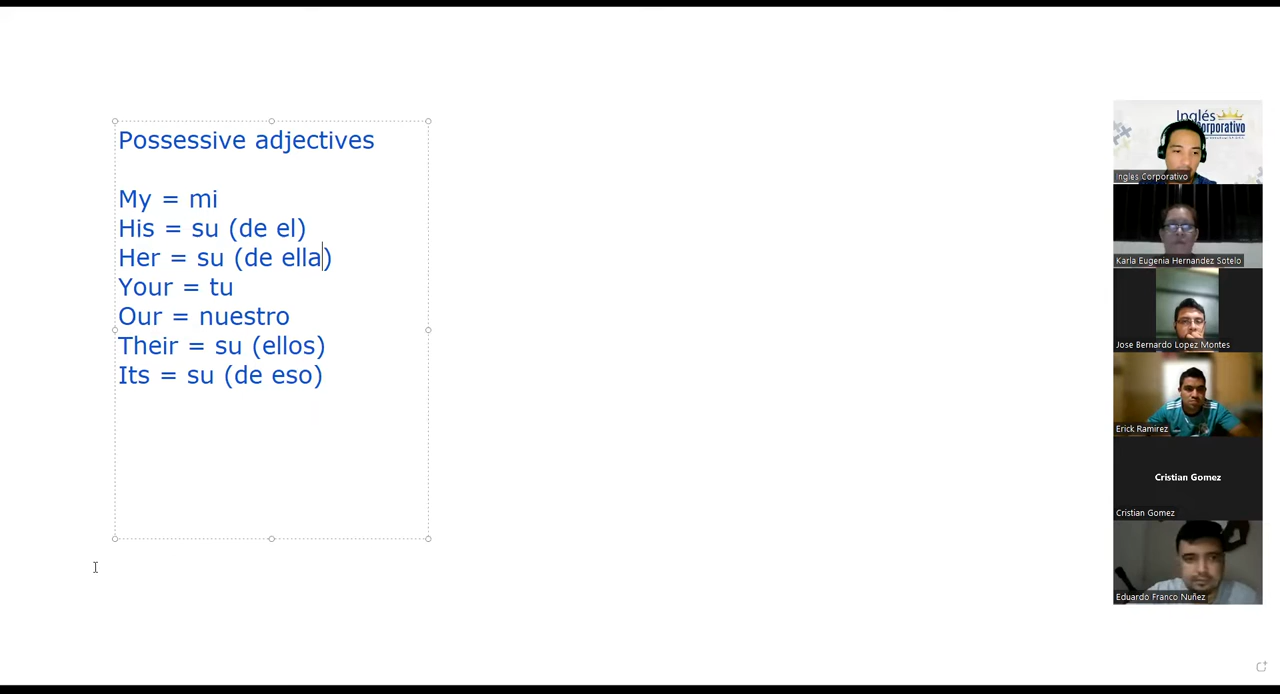 Possessive adjectives
My = mi
His = su (de el)
Her = su (de ella)
Your = tu
Our = nuestro
Their = su (ellos)
Its = su (de eso)
Inglés
Corporativo
Ingles Corporativo
Karla Eugenia Hernandez Sotelo
Jose Bernardo Lopez Montes
Erick Ramirez
Cristian Gomez
Cristian Gomez
Eduardo Franco Nuñez